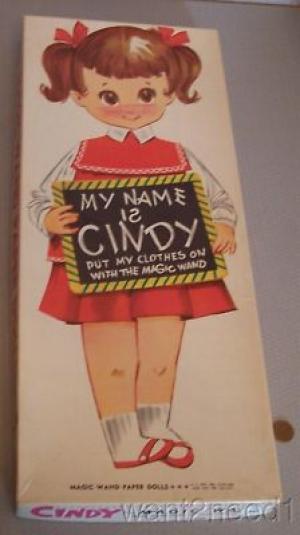 MY NAME
IS
CINDY
PUT MY CLOTHES ON
WITH THE MAGIC WAND
MAGIC WAND PAPER DOLLS
CINDY
want2need1